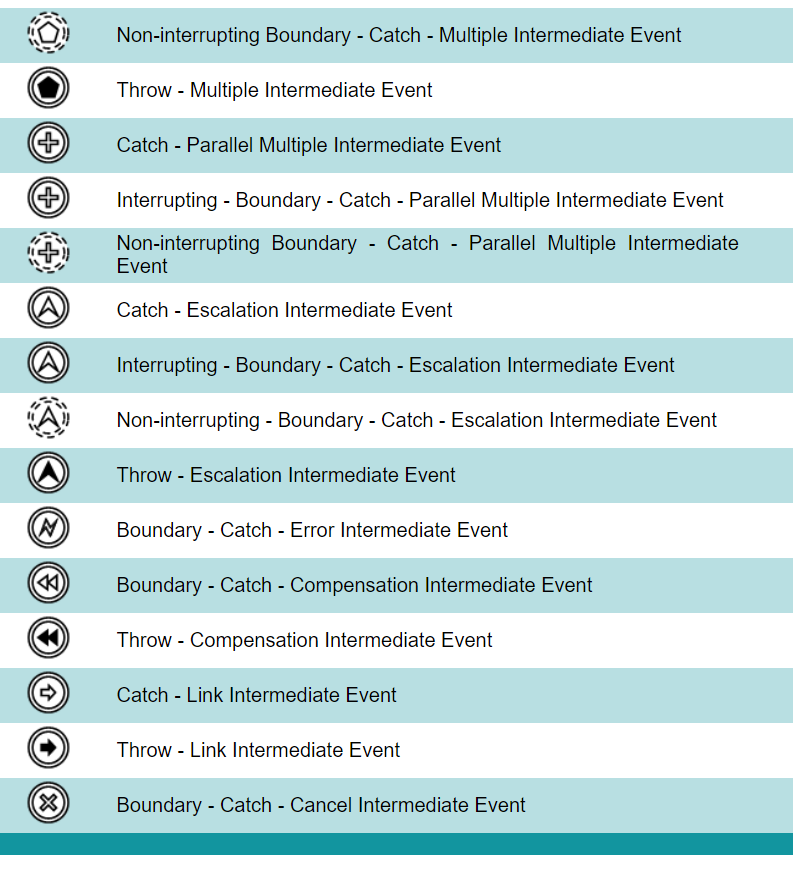 Non-interrupting Boundary - Catch - Multiple Intermediate Event
Throw - Multiple Intermediate Event
Catch - Parallel Multiple Intermediate Event
Interrupting - Boundary - Catch - Parallel Multiple Intermediate Event
Non-interrupting Boundary - Catch - Parallel Multiple Intermediate
Event
Catch - Escalation Intermediate Event
Interrupting - Boundary - Catch - Escalation Intermediate Event
Non-interrupting - Boundary - Catch - Escalation Intermediate Event
Throw - Escalation Intermediate Event
Boundary - Catch - Error Intermediate Event
Boundary - Catch - Compensation Intermediate Event
Throw - Compensation Intermediate Event
Catch - Link Intermediate Event
Throw - Link Intermediate Event
Boundary - Catch - Cancel Intermediate Event